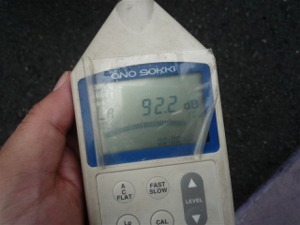 ONO SOKKI
92.2 dB
A
C
FLAT
FAST
SLOW
LEVEL
CAL